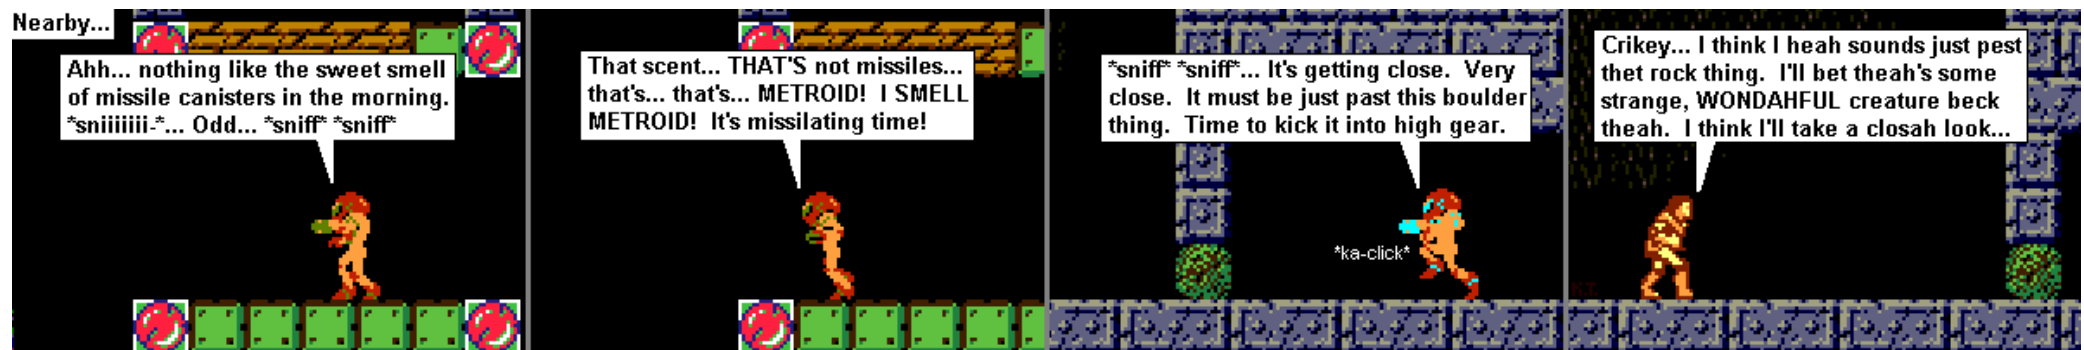 Nearby...
Ahh... nothing like the sweet smell
of missile canisters in the morning.
*sniiiiiii-*... Odd... *sniff* *sniff*
That scent... THAT'S not missiles...
that's... that's... METROID!  I SMELL
METROID!  It's missilating time!
*sniff* *sniff*... It's getting close.  Very
close.  It must be just past this boulder
thing.  Time to kick it into high gear.
*ka-click*
Crikey... I think I heah sounds just pest
thet rock thing.  I'll bet theah's some
strange, WONDAHFUL creature beck
theah.  I think I'll take a closah look...